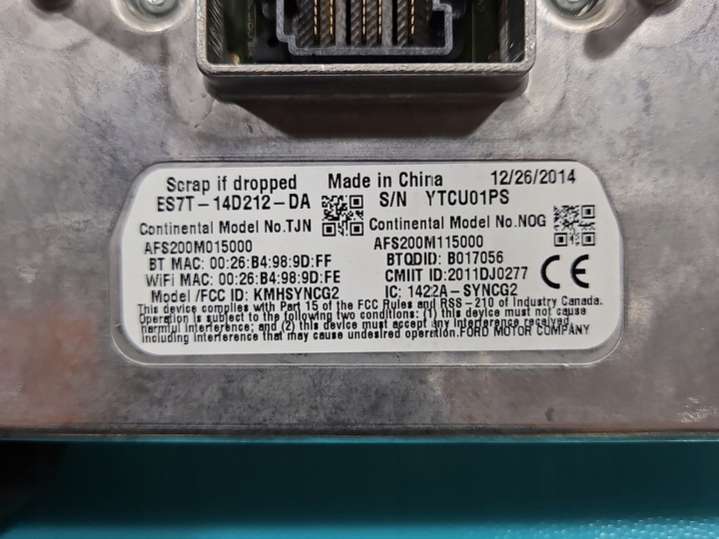 Scrap if dropped Made in China 12/26/2014
ES7T-14D212-DA S/N YTCU01PS
Continental Model No.TJN Continental Model No.NOG
AFS200M015000 AFS200M115000
BT MAC: 00:26:B4:98:9D:FF BTQDID: B017056
WiFi MAC: 00:26:B4:98:9D:FE CMIIT ID:2011DJ0277 CE
Model /FCC ID: KMHSYNCG2 IC: 1422A-SYNCG2
This device complies with Part 15 of the FCC Rules and RSS-210 of Industry Canada.
Operation is subject to the following two conditions: (1) this device must not cause
harmful interference; and (2) this device must accept any interference received,
including interference that may cause undesired operation.FORD MOTOR COMPANY